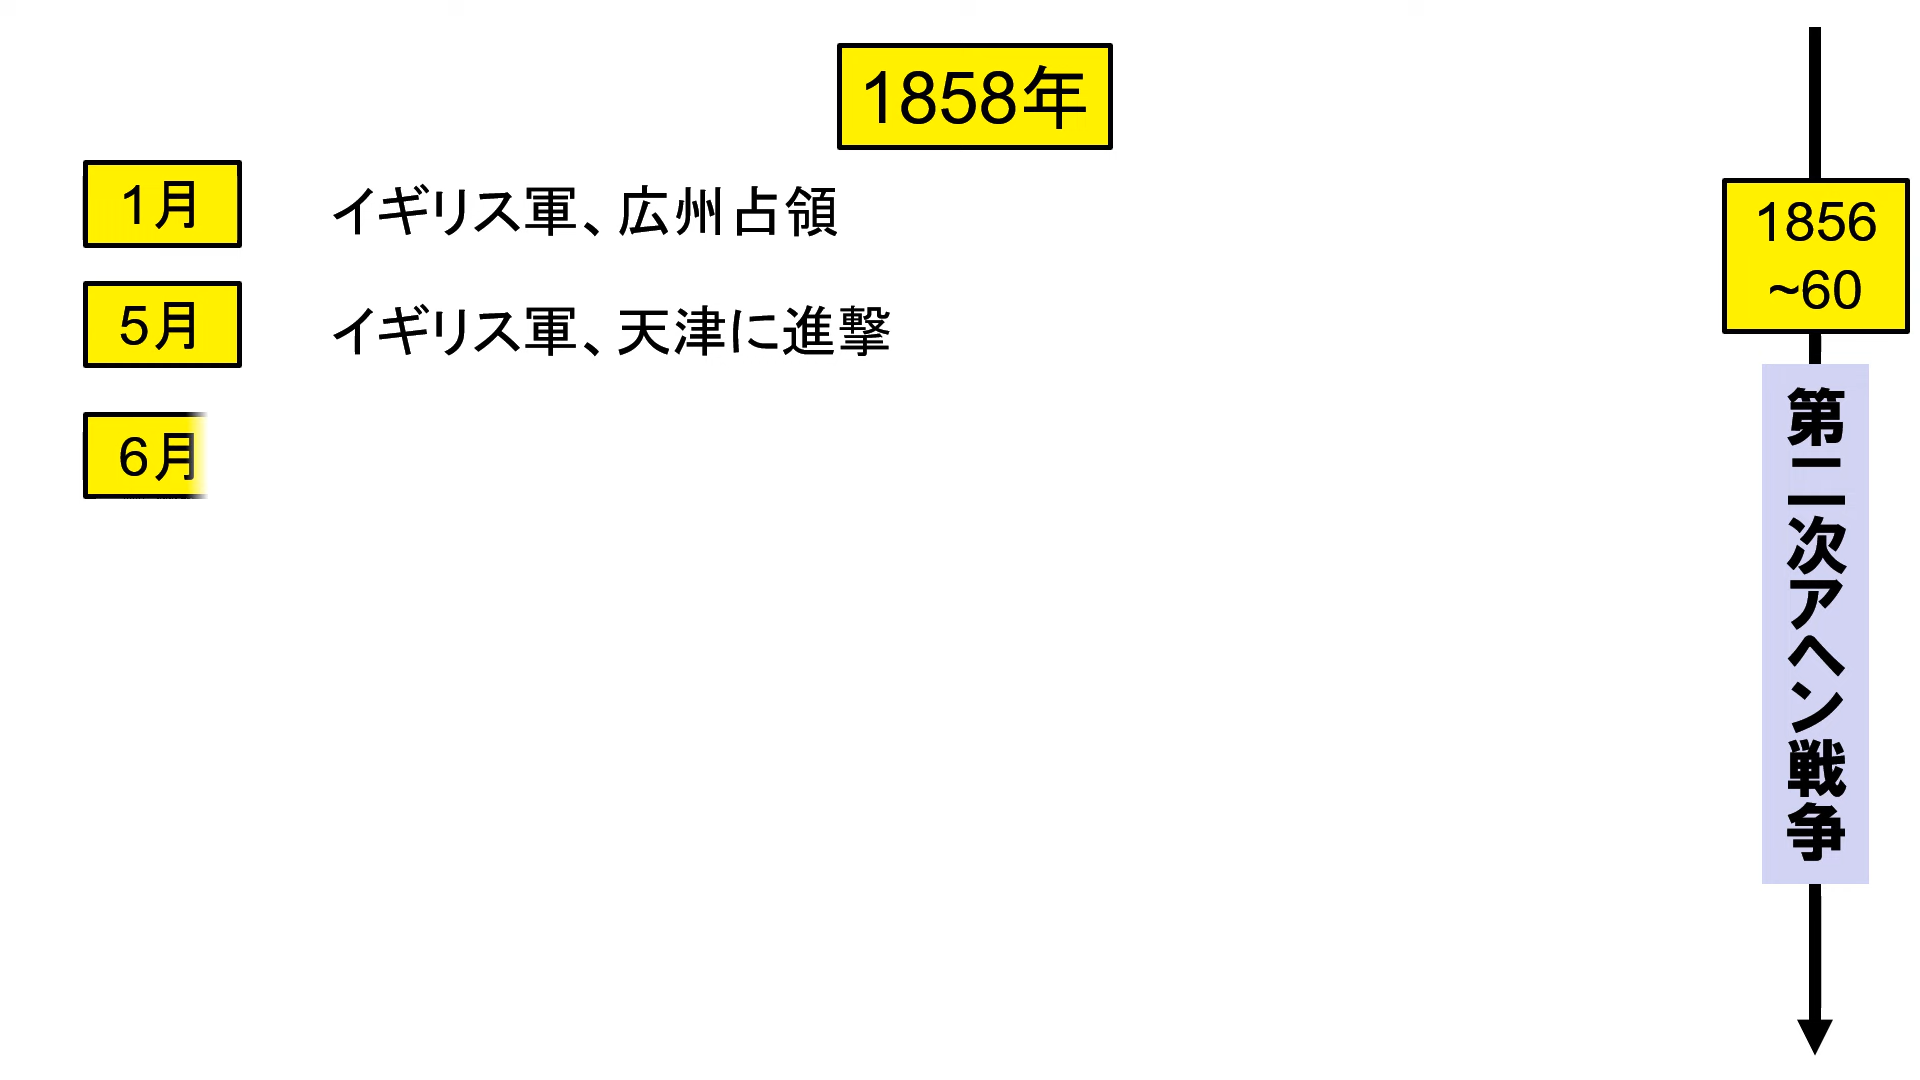 1858年
1月
イギリス軍、広州占領
5月
イギリス軍、天津に進撃
6月
1856
~60
第二次アヘン戦争